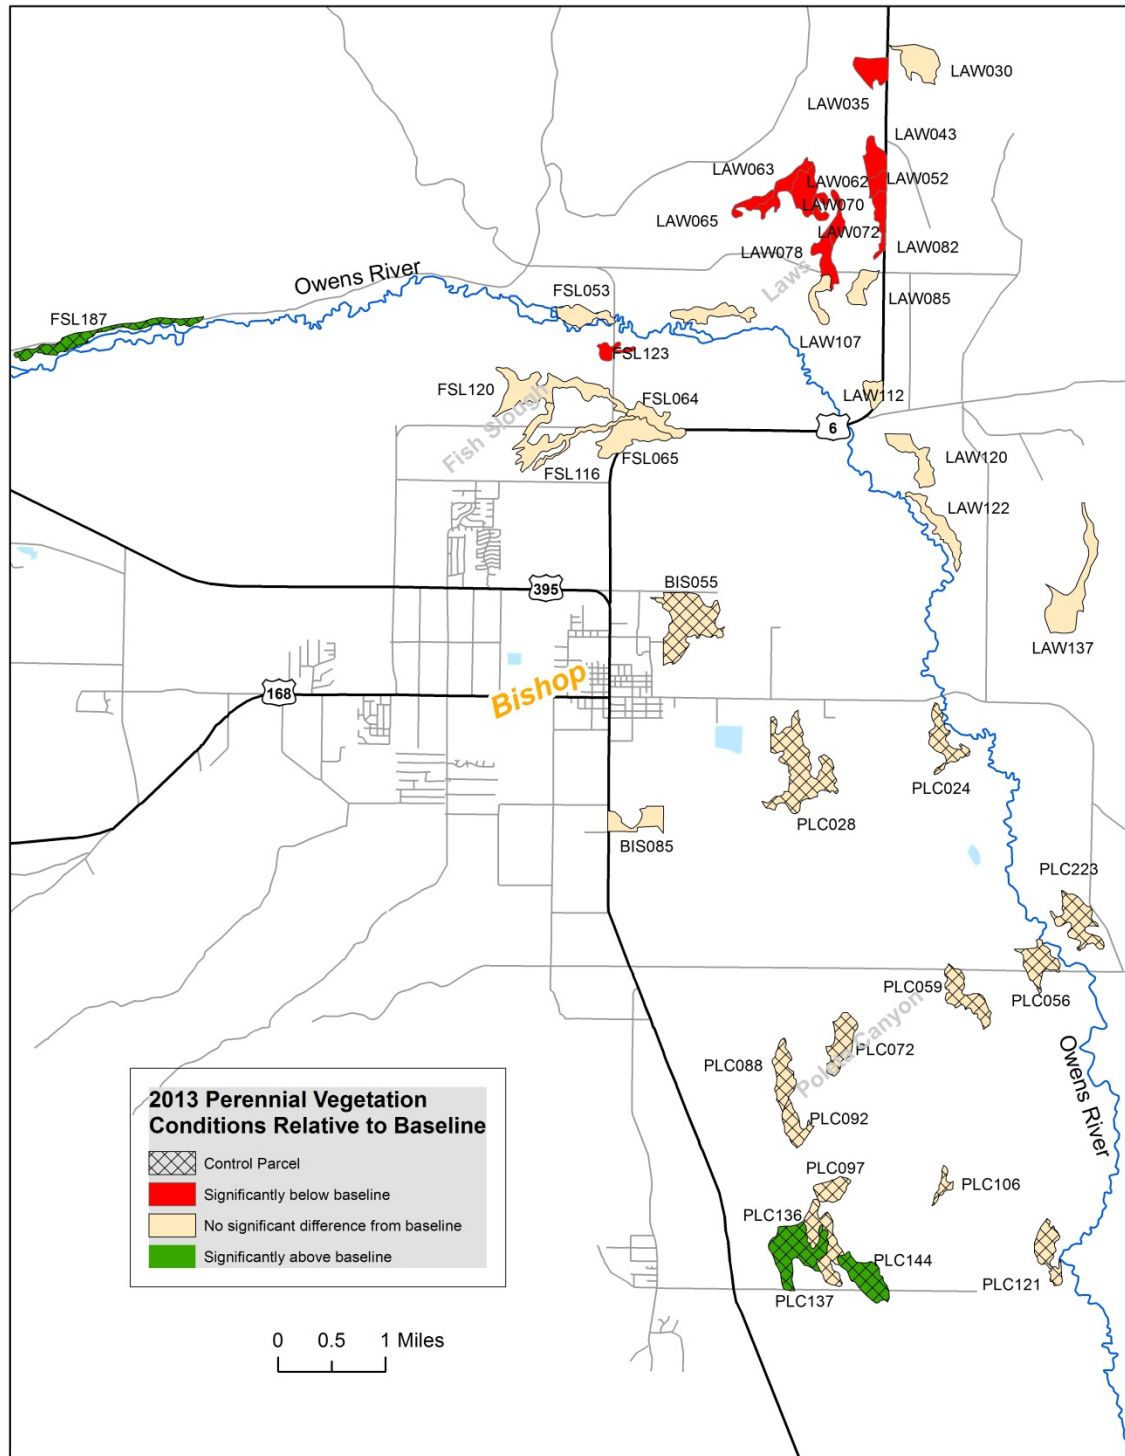 LAW030
LAW035
LAW043
LAW063
LAW062
LAW052
LAW070
LAW065
LAW072
LAW078
LAW082
Laws
Owens River
FSL053
LAW085
FSL187
LAW107
FSL123
FSL120
FSL064
LAW112
6
Fish Slough
FSL065
FSL116
LAW120
LAW122
395
BIS055
LAW137
Bishop
168
PLC024
PLC028
BIS085
PLC223
PLC059
PLC056
Poleta Canyon
PLC072
PLC088
Owens River
PLC092
PLC097
PLC106
PLC136
PLC144
PLC121
PLC137
2013 Perennial Vegetation
Conditions Relative to Baseline
Control Parcel
Significantly below baseline
No significant difference from baseline
Significantly above baseline
0 0.5 1 Miles